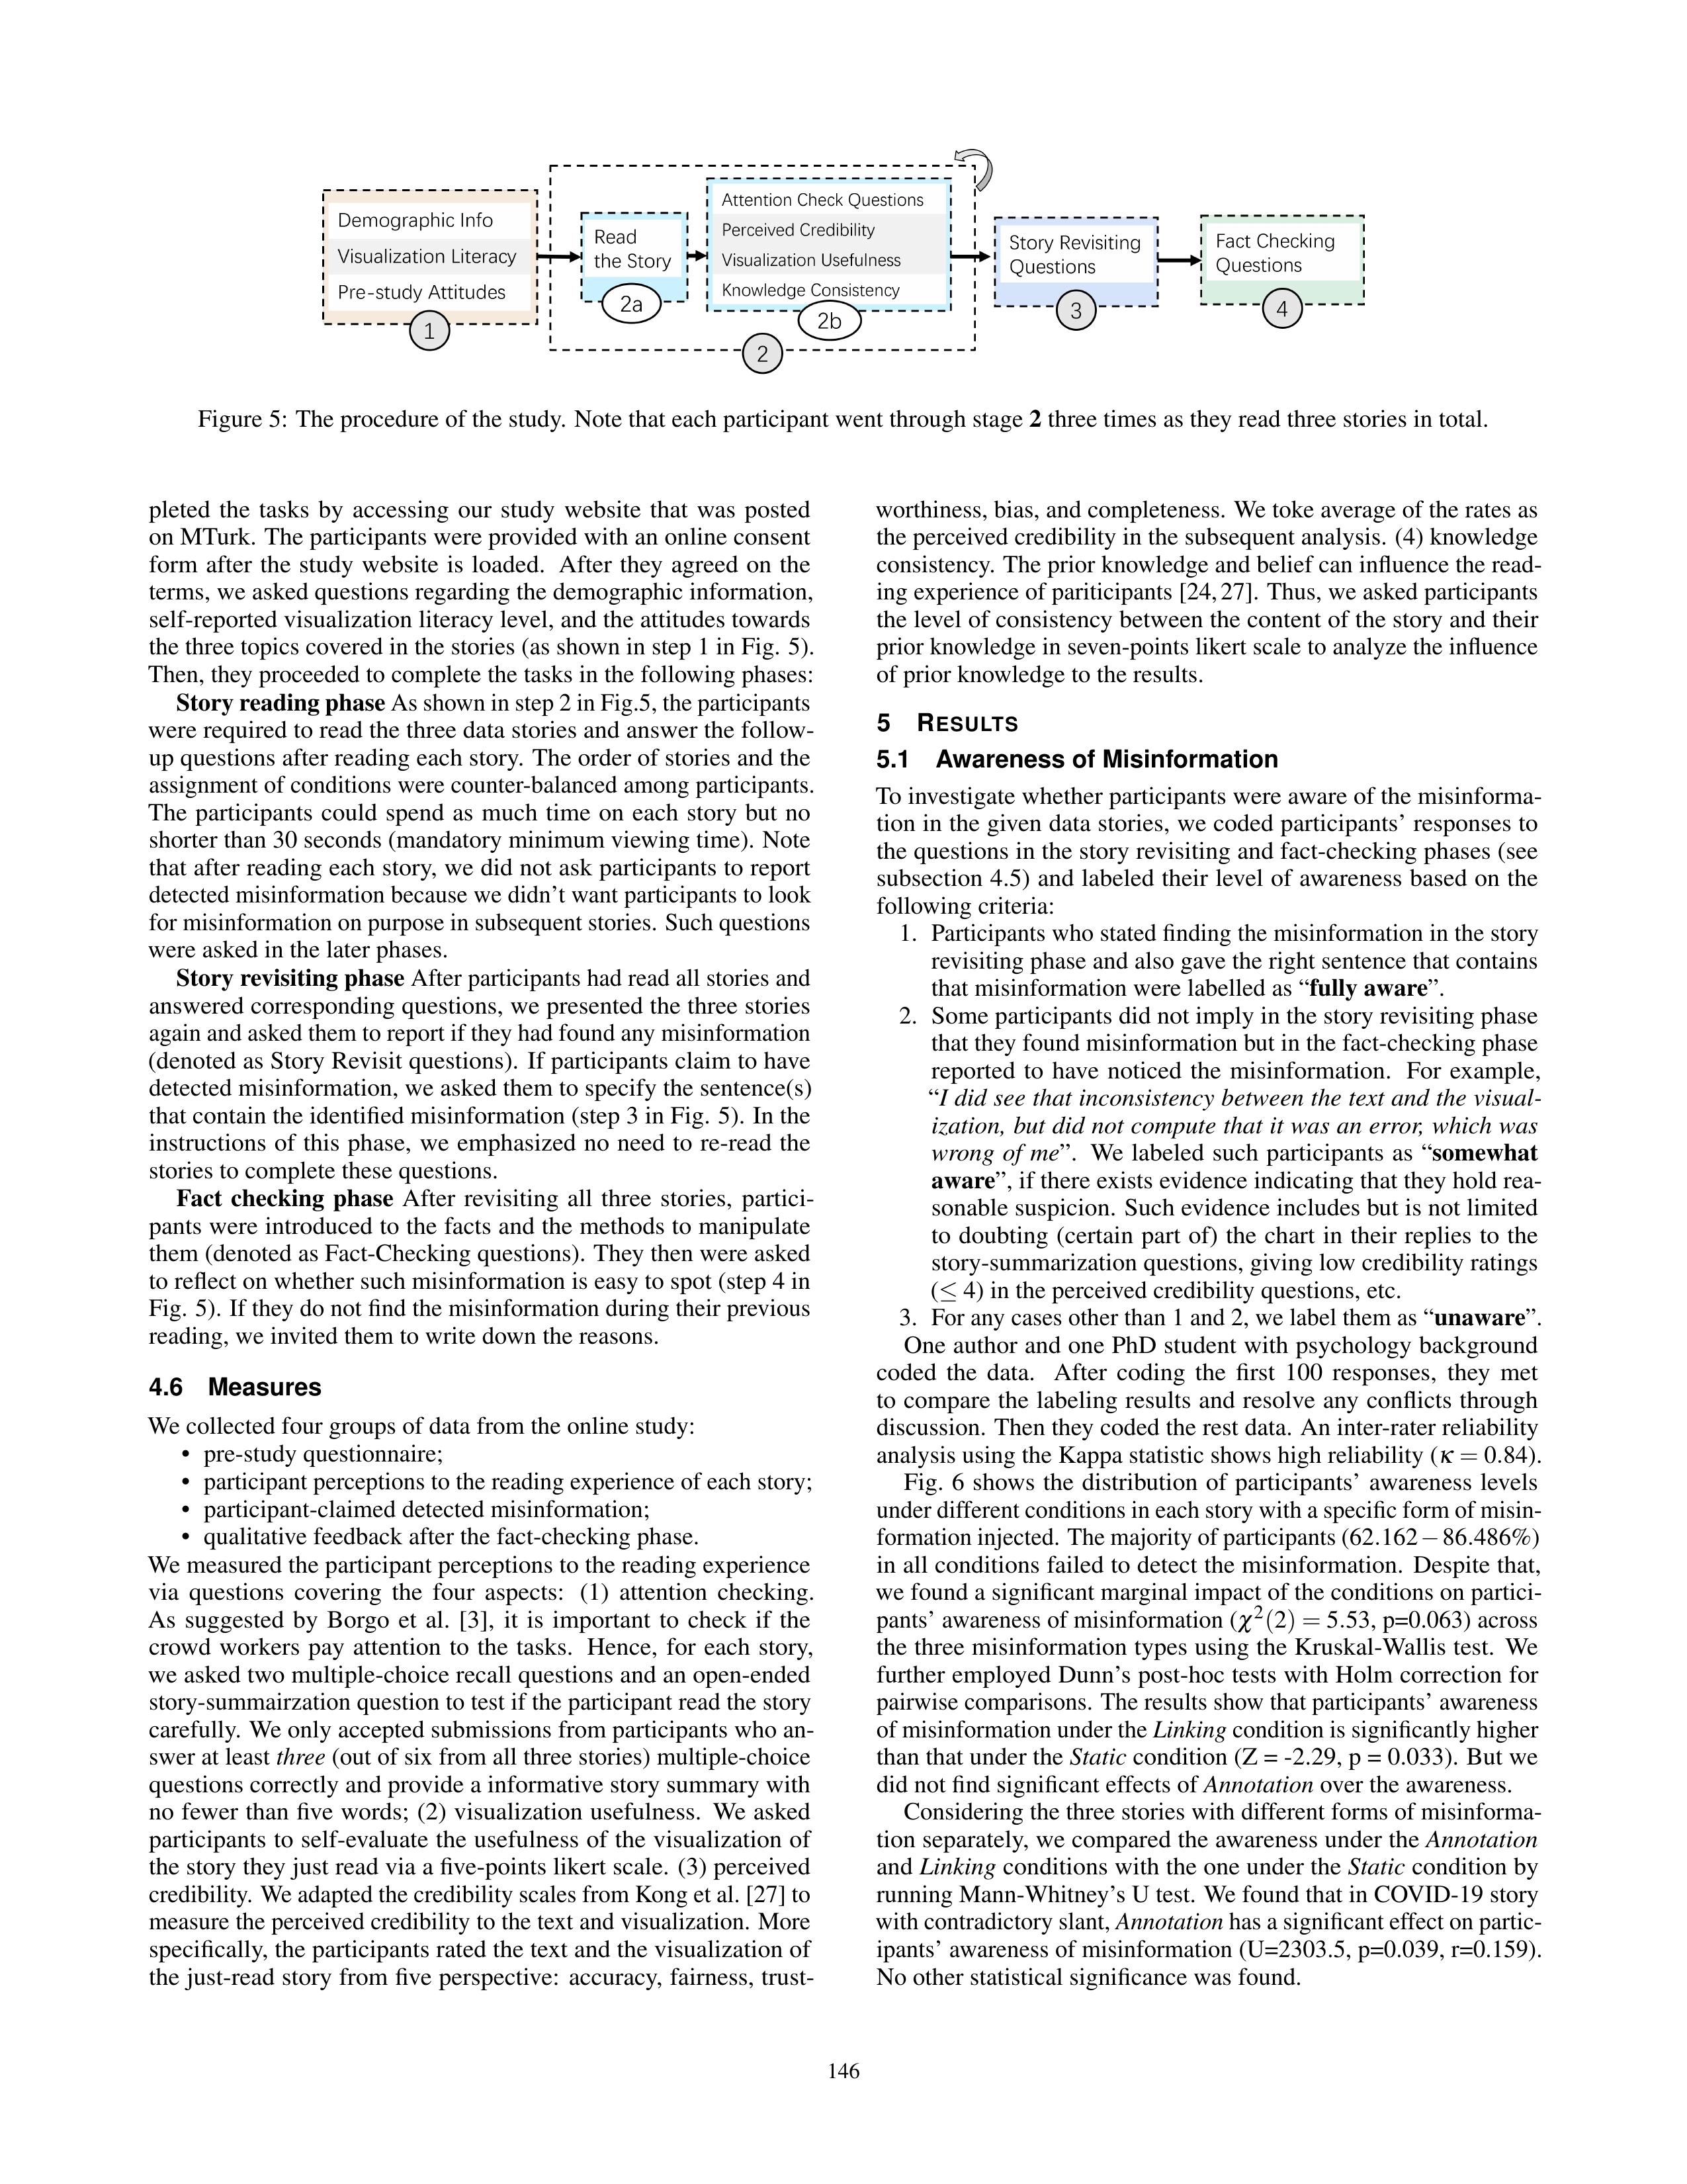 Demographic Info
Visualization Literacy
Pre-study Attitudes
1
Read
the Story
2a
Attention Check Questions
Perceived Credibility
Visualization Usefulness
Knowledge Consistency
2b
2
Story Revisiting
Questions
3
Fact Checking
Questions
4
Figure 5: The procedure of the study. Note that each participant went through stage 2 three times as they read three stories in total.
pleted the tasks by accessing our study website that was posted
on MTurk. The participants were provided with an online consent
form after the study website is loaded. After they agreed on the
terms, we asked questions regarding the demographic information,
self-reported visualization literacy level, and the attitudes towards
the three topics covered in the stories (as shown in step 1 in Fig. 5).
Then, they proceeded to complete the tasks in the following phases:
Story reading phase As shown in step 2 in Fig.5, the participants
were required to read the three data stories and answer the follow-
up questions after reading each story. The order of stories and the
assignment of conditions were counter-balanced among participants.
The participants could spend as much time on each story but no
shorter than 30 seconds (mandatory minimum viewing time). Note
that after reading each story, we did not ask participants to report
detected misinformation because we didn't want participants to look
for misinformation on purpose in subsequent stories. Such questions
were asked in the later phases.
Story revisiting phase After participants had read all stories and
answered corresponding questions, we presented the three stories
again and asked them to report if they had found any misinformation
(denoted as Story Revisit questions). If participants claim to have
detected misinformation, we asked them to specify the sentence(s)
that contain the identified misinformation (step 3 in Fig. 5). In the
instructions of this phase, we emphasized no need to re-read the
stories to complete these questions.
Fact checking phase After revisiting all three stories, partici-
pants were introduced to the facts and the methods to manipulate
them (denoted as Fact-Checking questions). They then were asked
to reflect on whether such misinformation is easy to spot (step 4 in
Fig. 5). If they do not find the misinformation during their previous
reading, we invited them to write down the reasons.
4.6 Measures
We collected four groups of data from the online study:
• pre-study questionnaire;
• participant perceptions to the reading experience of each story;
• participant-claimed detected misinformation;
• qualitative feedback after the fact-checking phase.
We measured the participant perceptions to the reading experience
via questions covering the four aspects: (1) attention checking.
As suggested by Borgo et al. [3], it is important to check if the
crowd workers pay attention to the tasks. Hence, for each story,
we asked two multiple-choice recall questions and an open-ended
story-summairzation question to test if the participant read the story
carefully. We only accepted submissions from participants who an-
swer at least three (out of six from all three stories) multiple-choice
questions correctly and provide a informative story summary with
no fewer than five words; (2) visualization usefulness. We asked
participants to self-evaluate the usefulness of the visualization of
the story they just read via a five-points likert scale. (3) perceived
credibility. We adapted the credibility scales from Kong et al. [27] to
measure the perceived credibility to the text and visualization. More
specifically, the participants rated the text and the visualization of
the just-read story from five perspective: accuracy, fairness, trust-
worthiness, bias, and completeness. We toke average of the rates as
the perceived credibility in the subsequent analysis. (4) knowledge
consistency. The prior knowledge and belief can influence the read-
ing experience of pariticipants [24, 27]. Thus, we asked participants
the level of consistency between the content of the story and their
prior knowledge in seven-points likert scale to analyze the influence
of prior knowledge to the results.
5 RESULTS
5.1 Awareness of Misinformation
To investigate whether participants were aware of the misinforma-
tion in the given data stories, we coded participants' responses to
the questions in the story revisiting and fact-checking phases (see
subsection 4.5) and labeled their level of awareness based on the
following criteria:
1. Participants who stated finding the misinformation in the story
revisiting phase and also gave the right sentence that contains
that misinformation were labelled as “fully aware”.
2. Some participants did not imply in the story revisiting phase
that they found misinformation but in the fact-checking phase
reported to have noticed the misinformation. For example,
“I did see that inconsistency between the text and the visual-
ization, but did not compute that it was an error, which was
wrong of me”. We labeled such participants as “somewhat
aware”, if there exists evidence indicating that they hold rea-
sonable suspicion. Such evidence includes but is not limited
to doubting (certain part of) the chart in their replies to the
story-summarization questions, giving low credibility ratings
(≤ 4) in the perceived credibility questions, etc.
3. For any cases other than 1 and 2, we label them as “unaware”.
One author and one PhD student with psychology background
coded the data. After coding the first 100 responses, they met
to compare the labeling results and resolve any conflicts through
discussion. Then they coded the rest data. An inter-rater reliability
analysis using the Kappa statistic shows high reliability (κ = 0.84).
Fig. 6 shows the distribution of participants' awareness levels
under different conditions in each story with a specific form of misin-
formation injected. The majority of participants (62.162 − 86.486%)
in all conditions failed to detect the misinformation. Despite that,
we found a significant marginal impact of the conditions on partici-
pants' awareness of misinformation (χ²(2) = 5.53, p=0.063) across
the three misinformation types using the Kruskal-Wallis test. We
further employed Dunn's post-hoc tests with Holm correction for
pairwise comparisons. The results show that participants' awareness
of misinformation under the Linking condition is significantly higher
than that under the Static condition (Z = -2.29, p = 0.033). But we
did not find significant effects of Annotation over the awareness.
Considering the three stories with different forms of misinforma-
tion separately, we compared the awareness under the Annotation
and Linking conditions with the one under the Static condition by
running Mann-Whitney's U test. We found that in COVID-19 story
with contradictory slant, Annotation has a significant effect on partic-
ipants' awareness of misinformation (U=2303.5, p=0.039, r=0.159).
No other statistical significance was found.
146